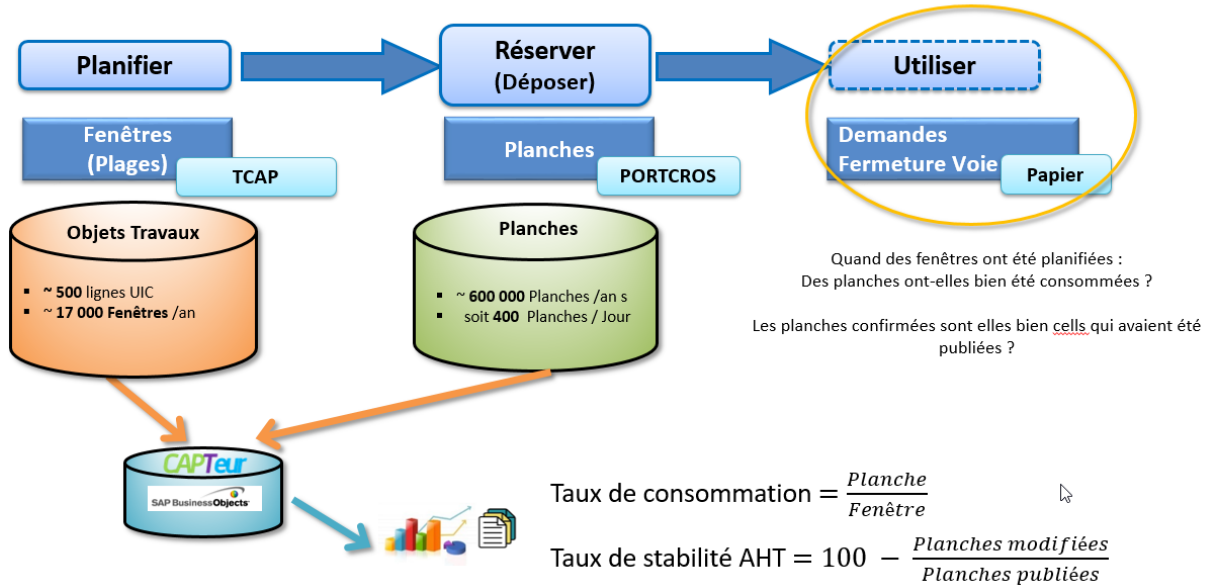 Planifier
Réserver
(Déposer)
Utiliser
Fenêtres
(Plages)
TCAP
Planches
PORTCROS
Demandes
Fermeture Voie
Papier
Objets Travaux
▪ ~ 500 lignes UIC
▪ ~ 17 000 Fenêtres /an
Planches
▪ ~ 600 000 Planches /an s
▪ soit 400 Planches / Jour
Quand des fenêtres ont été planifiées :
Des planches ont-elles bien été consommées ?
Les planches confirmées sont elles bien cells qui avaient été
publiées ?
CAPTeur
SAP BusinessObjects
Taux de consommation = Planche / Fenêtre
Taux de stabilité AHT = 100 − Planches modifiées / Planches publiées